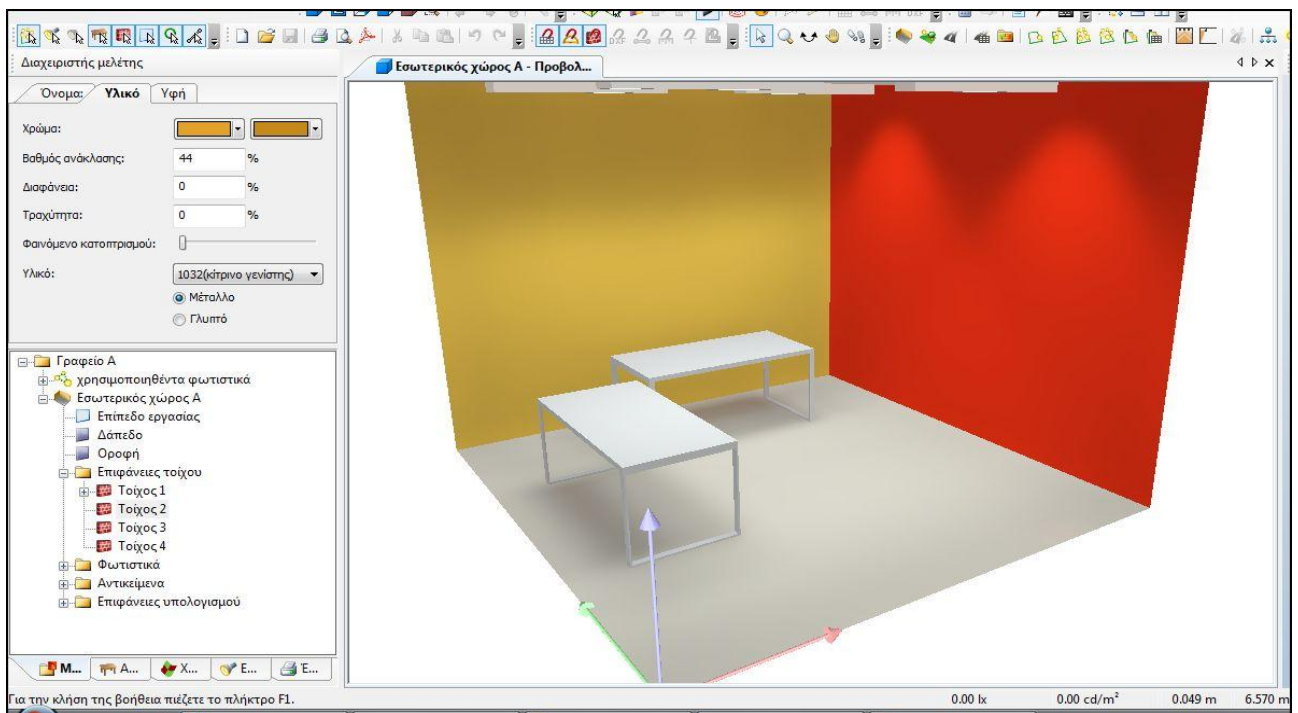 Διαχειριστής μελέτης
Εσωτερικός χώρος A - Προβολ...
Όνομα: Υλικό Υφή
Χρώμα:
Βαθμός ανάκλασης: 44 %
Διαφάνεια: 0 %
Τραχύτητα: 0 %
Φαινόμενο κατοπτρισμού:
Υλικό: 1032(κίτρινο γενίστης)
Μέταλλο
Γλυπτό
Γραφείο A
χρησιμοποιηθέντα φωτιστικά
Εσωτερικός χώρος A
Επίπεδο εργασίας
Δάπεδο
Οροφή
Επιφάνειες τοίχου
Τοίχος 1
Τοίχος 2
Τοίχος 3
Τοίχος 4
Φωτιστικά
Αντικείμενα
Επιφάνειες υπολογισμού
Μ... Α... Χ... Ε... Έ...
Για την κλήση της βοήθεια πιέζετε το πλήκτρο F1. 0.00 lx 0.00 cd/m² 0.049 m 6.570 m